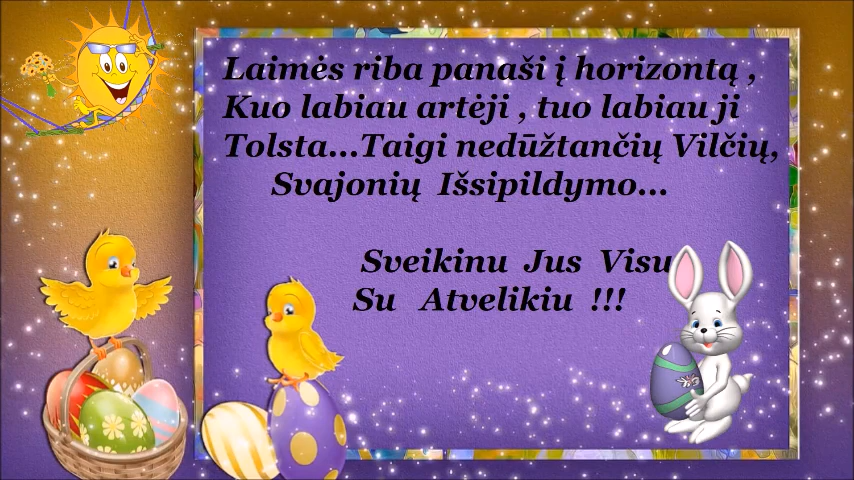 Laimės riba panaši į horizontą ,
Kuo labiau artėji , tuo labiau ji
Tolsta...Taigi nedūžtančių Vilčių,
Svajonių Išsipildymo...
Sveikinu Jus Visu
Su Atvelikiu !!!